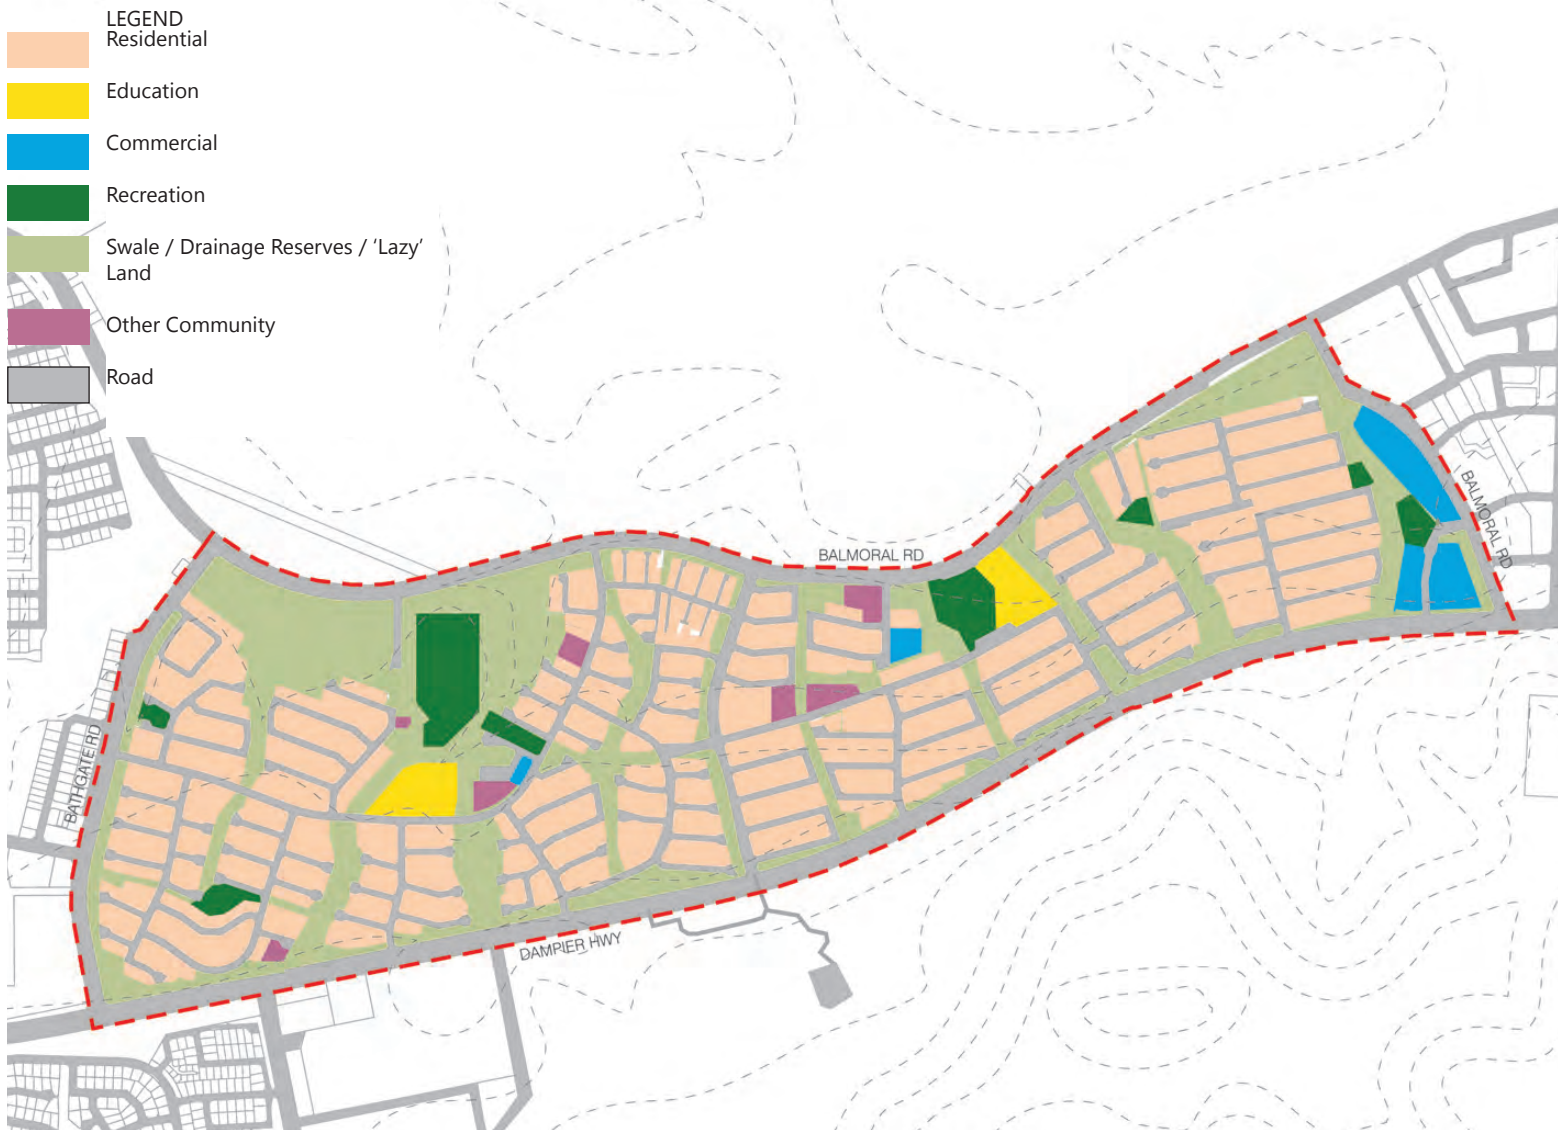 LEGEND
Residential
Education
Commercial
Recreation
Swale / Drainage Reserves / ‘Lazy’
Land
Other Community
Road
BALMORAL RD
BALMORAL RD
BATHGATE RD
DAMPIER HWY